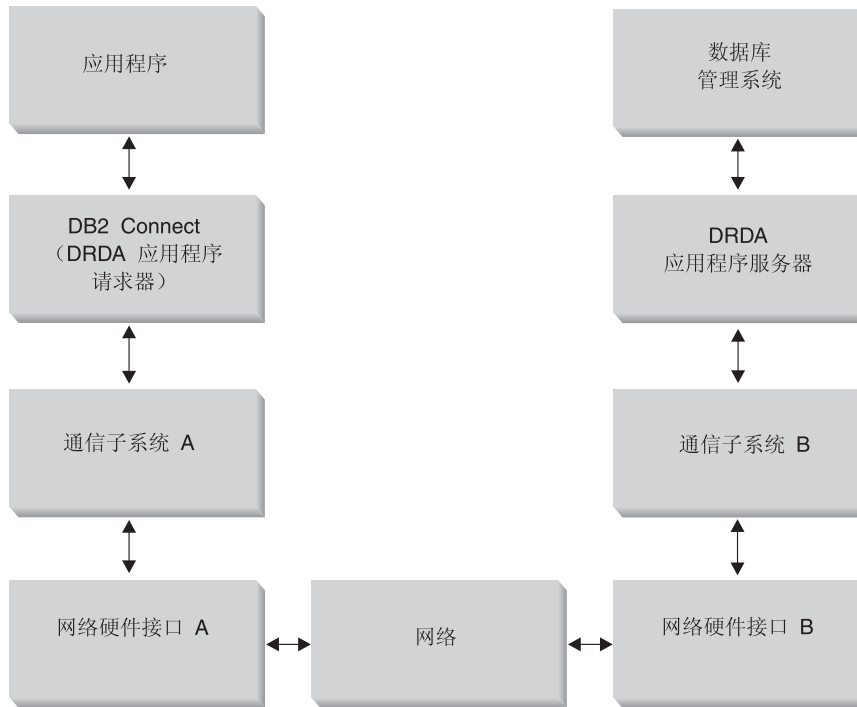 应用程序
DB2 Connect
（DRDA 应用程序
请求器）
通信子系统 A
网络硬件接口 A
网络
数据库
管理系统
DRDA
应用程序服务器
通信子系统 B
网络硬件接口 B